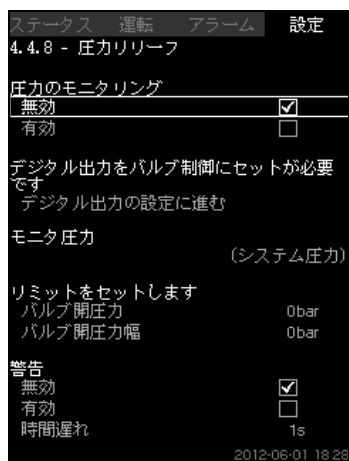 ステータス 運転 アラーム 設定
4.4.8 - 圧力リリーフ
圧力のモニタリング
無効
有効
デジタル出力をバルブ制御にセットが必要
です
デジタル出力の設定に進む
モニタ圧力
(システム圧力)
リミットをセットします
バルブ開圧力 0bar
バルブ開圧力幅 0bar
警告
無効
有効
時間遅れ 1s
2012-06-01 18:28